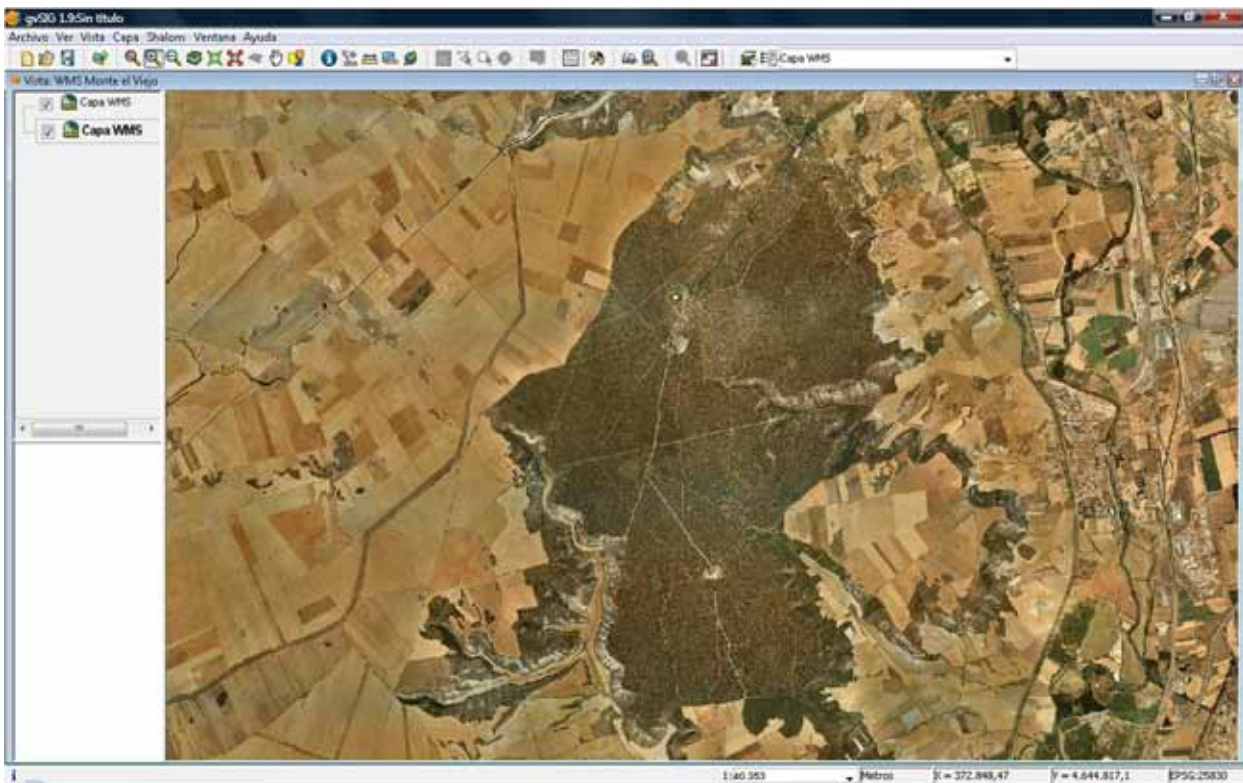 gvSIG 1.9:Sin título
Archivo Ver Vista Capa Shalom Ventana Ayuda
Capa WMS
Vista: WMS Monte el Viejo
Capa WMS
Capa WMS
Metros X = 372.848,47 Y = 4.644.817,1 EPSG:25830